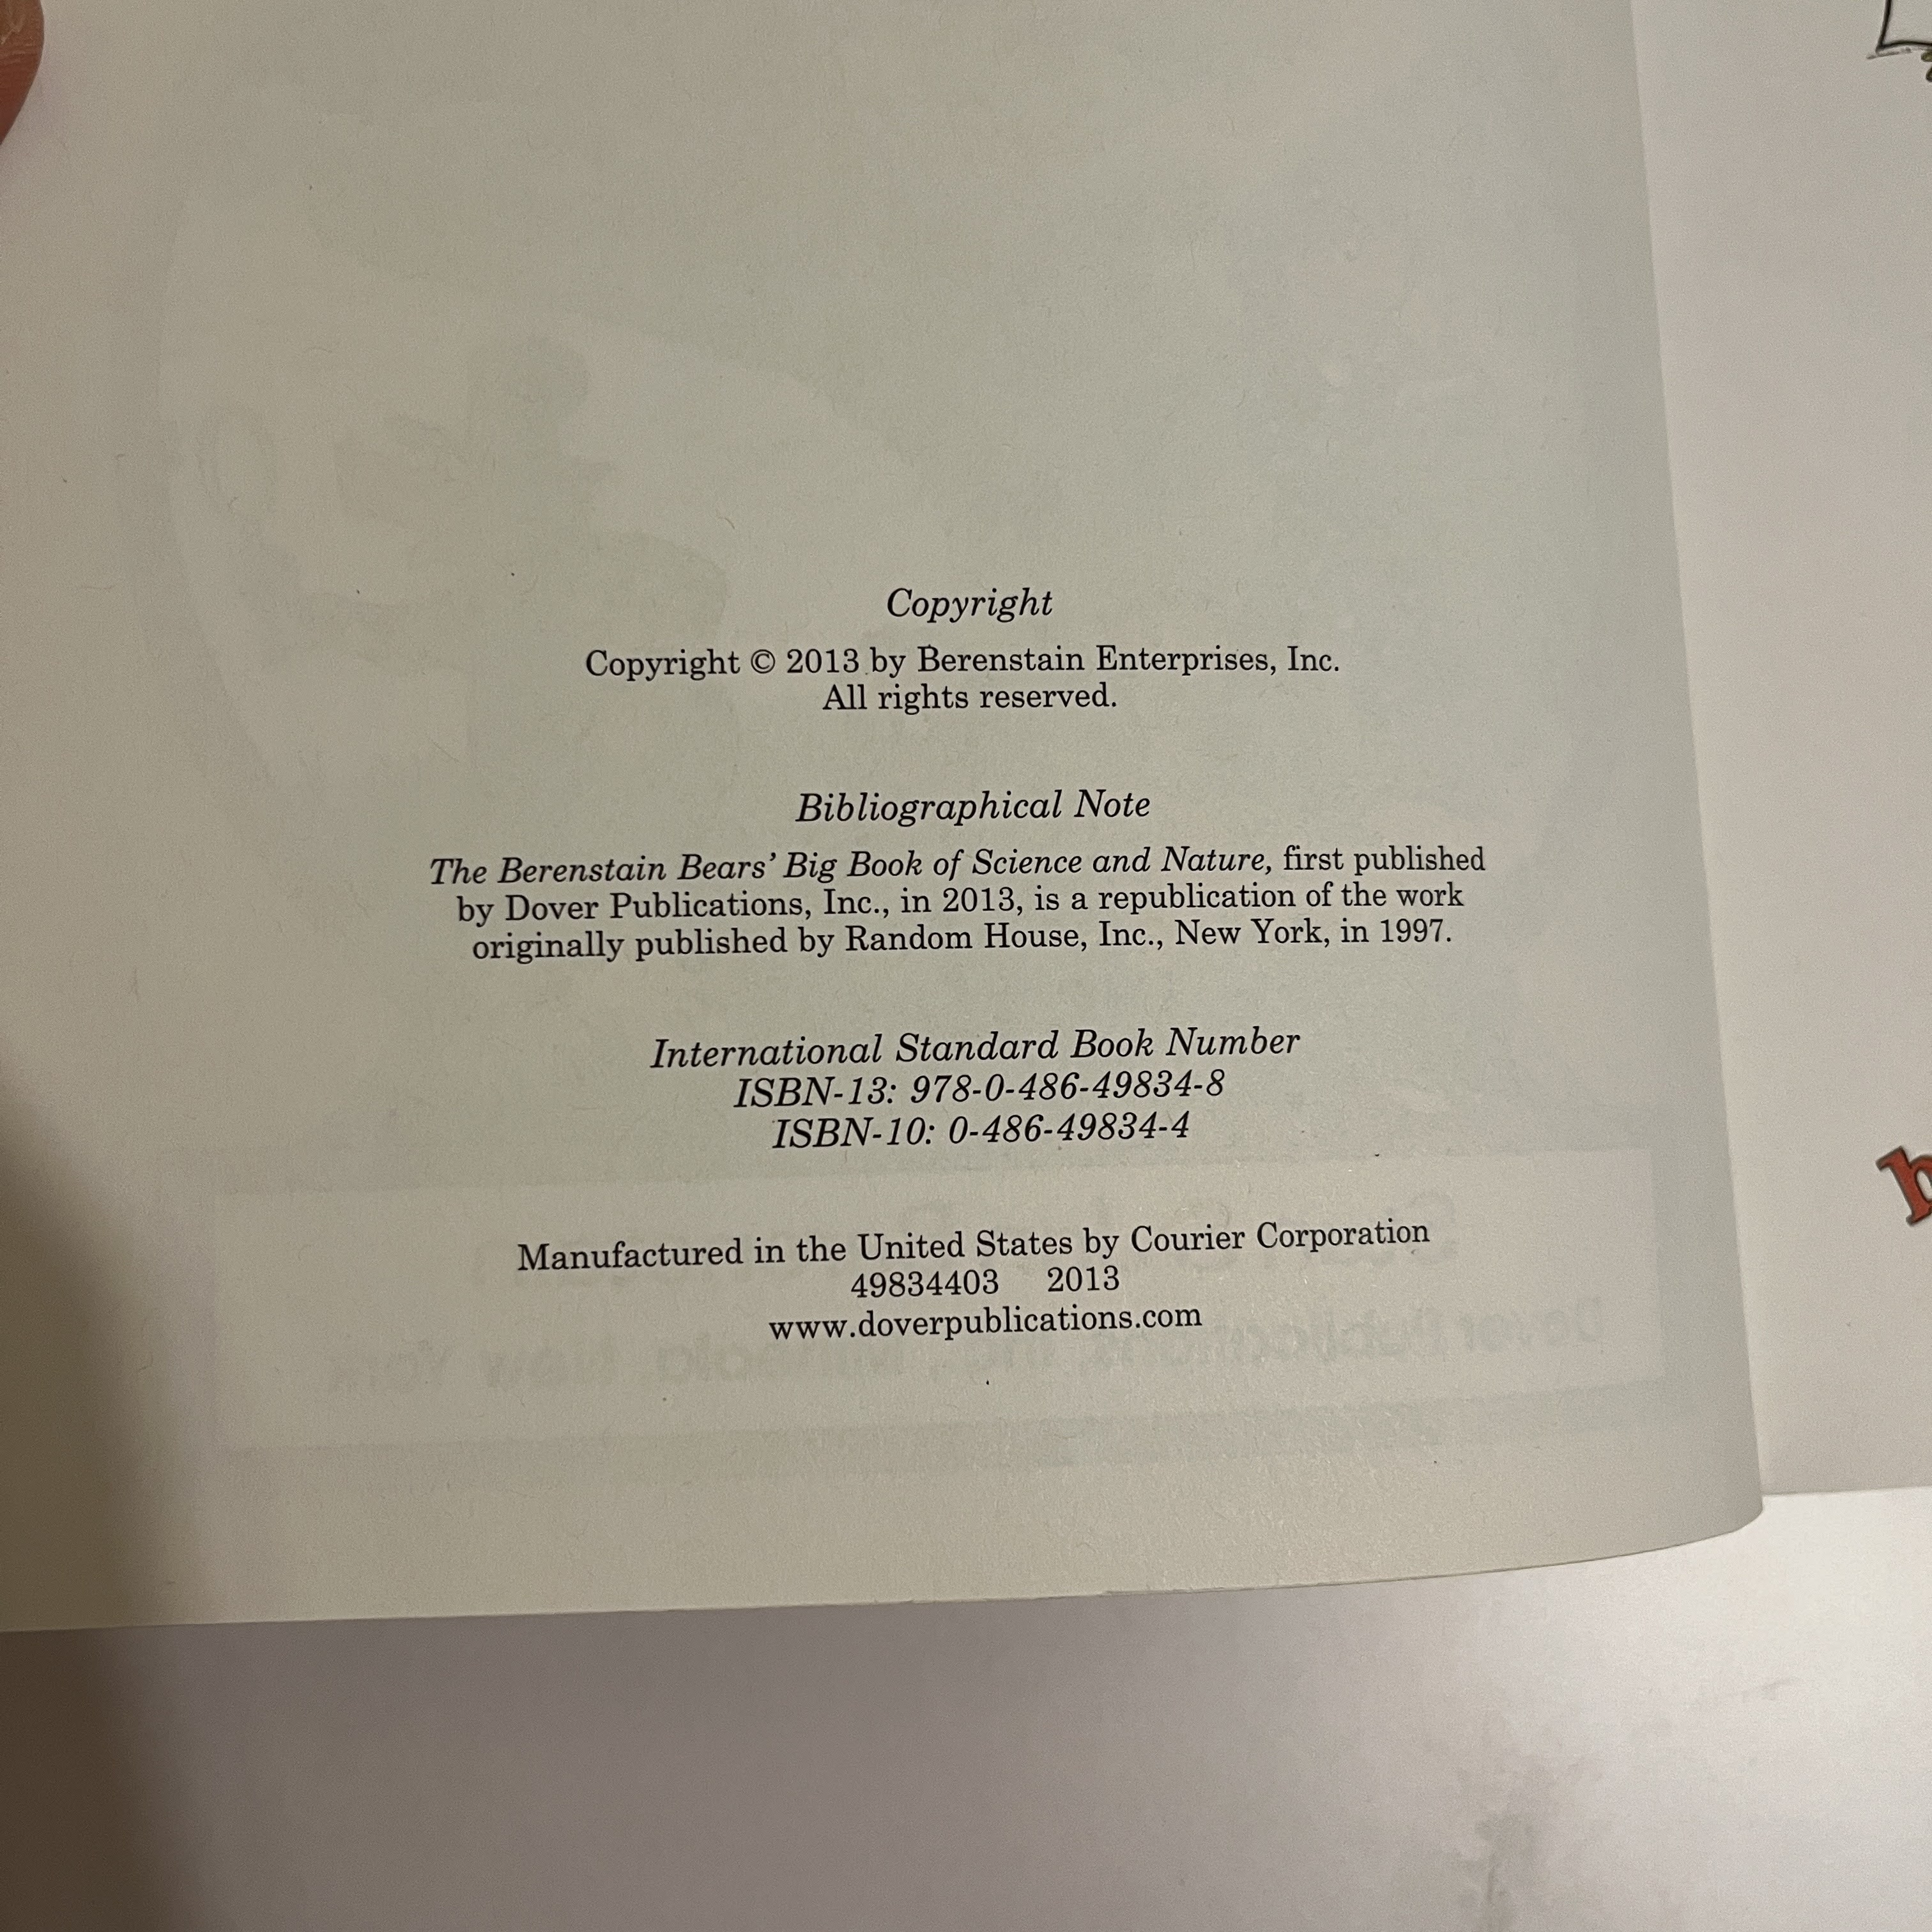 Copyright
Copyright © 2013 by Berenstain Enterprises, Inc.
All rights reserved.
Bibliographical Note
The Berenstain Bears' Big Book of Science and Nature, first published
by Dover Publications, Inc., in 2013, is a republication of the work
originally published by Random House, Inc., New York, in 1997.
International Standard Book Number
ISBN-13: 978-0-486-49834-8
ISBN-10: 0-486-49834-4
Manufactured in the United States by Courier Corporation
49834403 2013
www.doverpublications.com